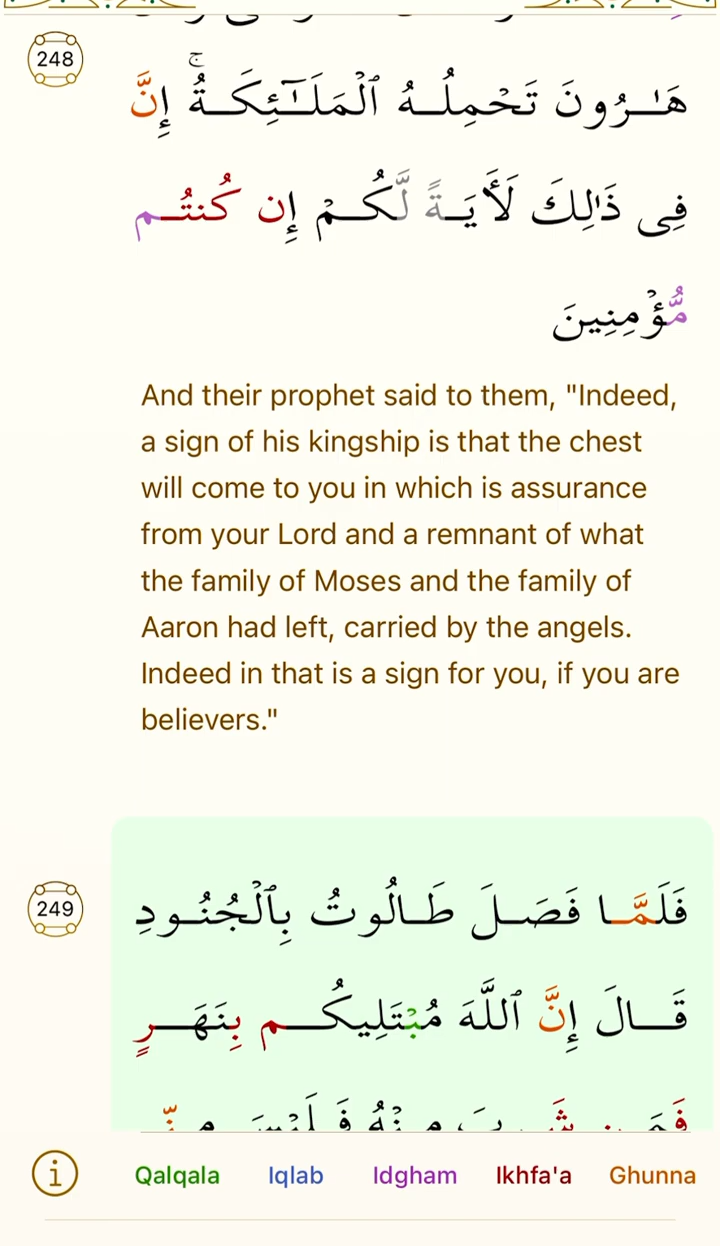 248
هَـٰرُونَ تَحْمِلُهُ ٱلْمَلَـٰٓئِكَةُ ۚ إِنَّ
فِى ذَٰلِكَ لَـَٔايَةً لَّكُمْ إِن كُنتُم
مُّؤْمِنِينَ
And their prophet said to them, "Indeed,
a sign of his kingship is that the chest
will come to you in which is assurance
from your Lord and a remnant of what
the family of Moses and the family of
Aaron had left, carried by the angels.
Indeed in that is a sign for you, if you are
believers."
249
فَلَمَّا فَصَلَ طَالُوتُ بِٱلْجُنُودِ
قَالَ إِنَّ ٱللَّهَ مُبْتَلِيكُم بِنَهَرٍ
Qalqala Iqlab Idgham Ikhfa'a Ghunna